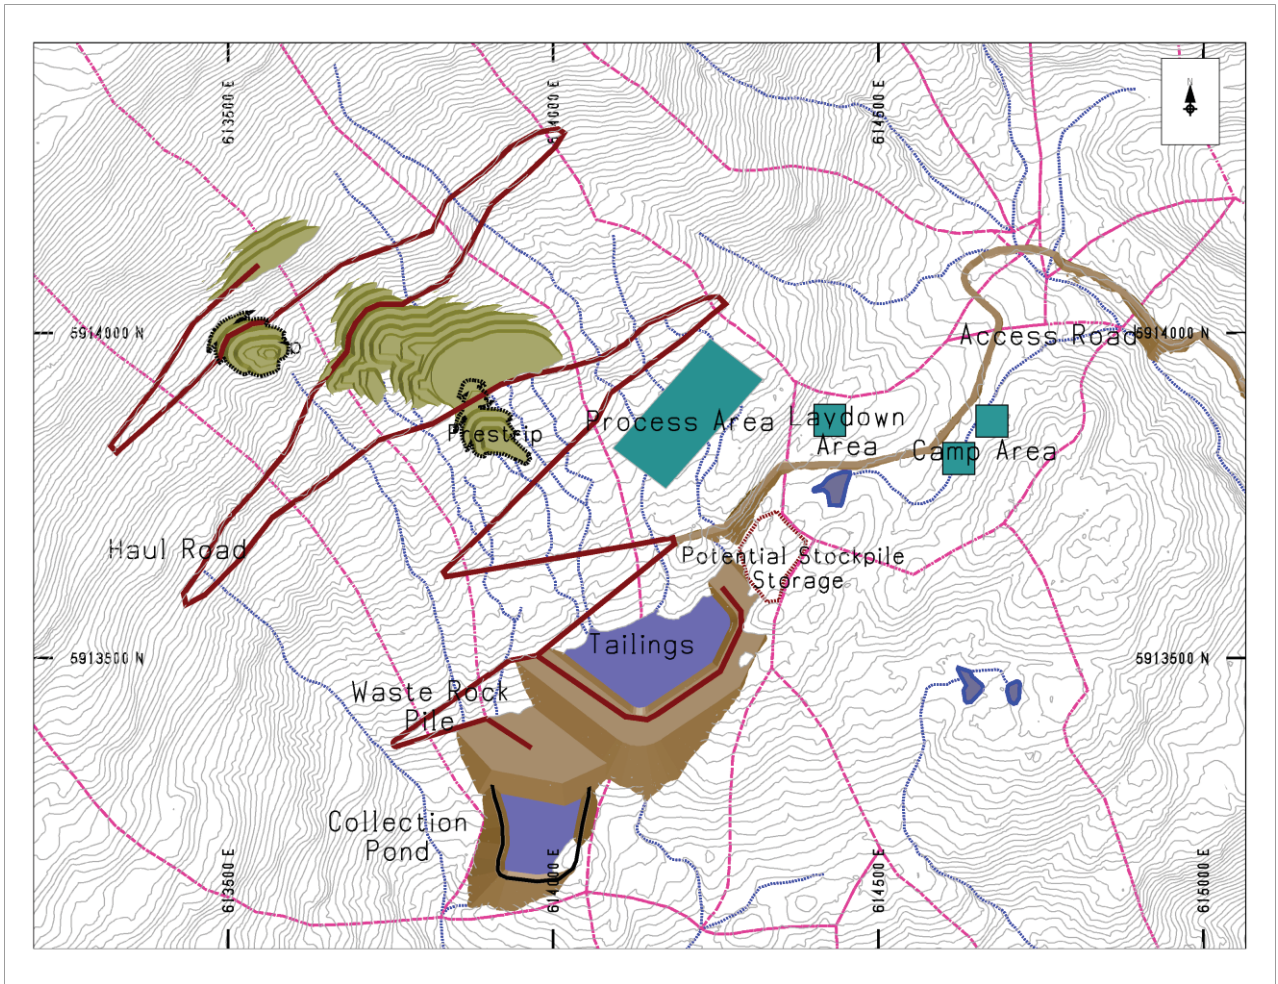 N
613500 E
614000 E
614500 E
5914000 N
5914000 N
Access Road
Process Area
Laydown
Area
Camp Area
Prestrip
Haul Road
Potential Stockpile
Storage
Tailings
5913500 N
5913500 N
Waste Rock
Pile
Collection
Pond
613500 E
614000 E
614500 E
615000 E